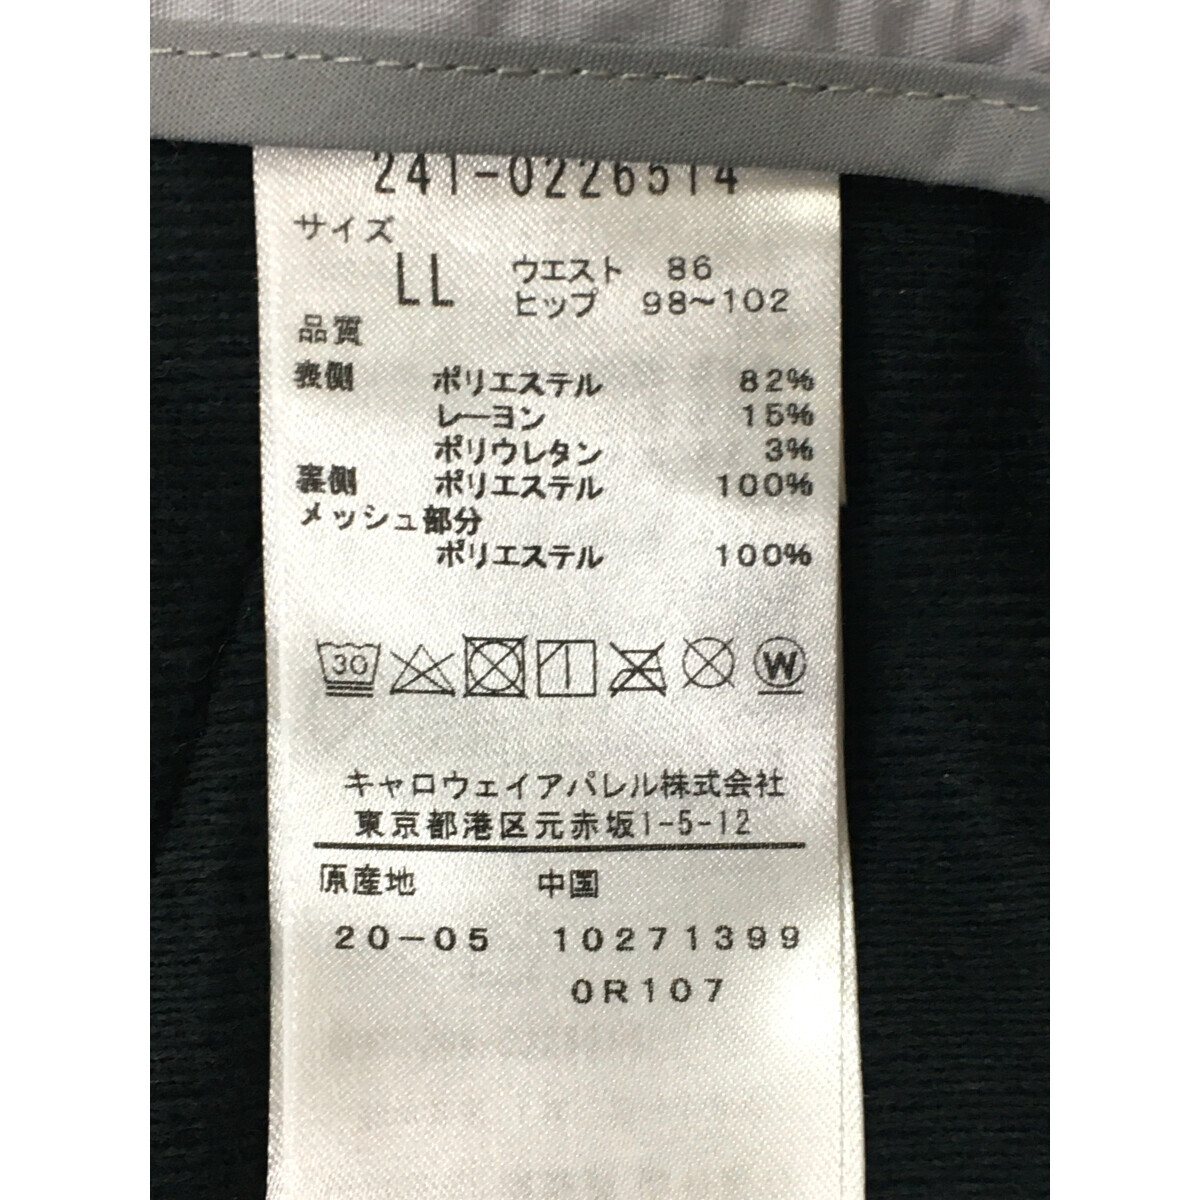 241-0226514
サイズ
LL ウエスト 86
ヒップ 98~102
品質
表側 ポリエステル 82%
レーヨン 15%
ポリウレタン 3%
裏側 ポリエステル 100%
メッシュ部分
ポリエステル 100%
30 W
キャロウェイアパレル株式会社
東京都港区元赤坂1-5-12
原産地 中国
20-05 10271399
0R107